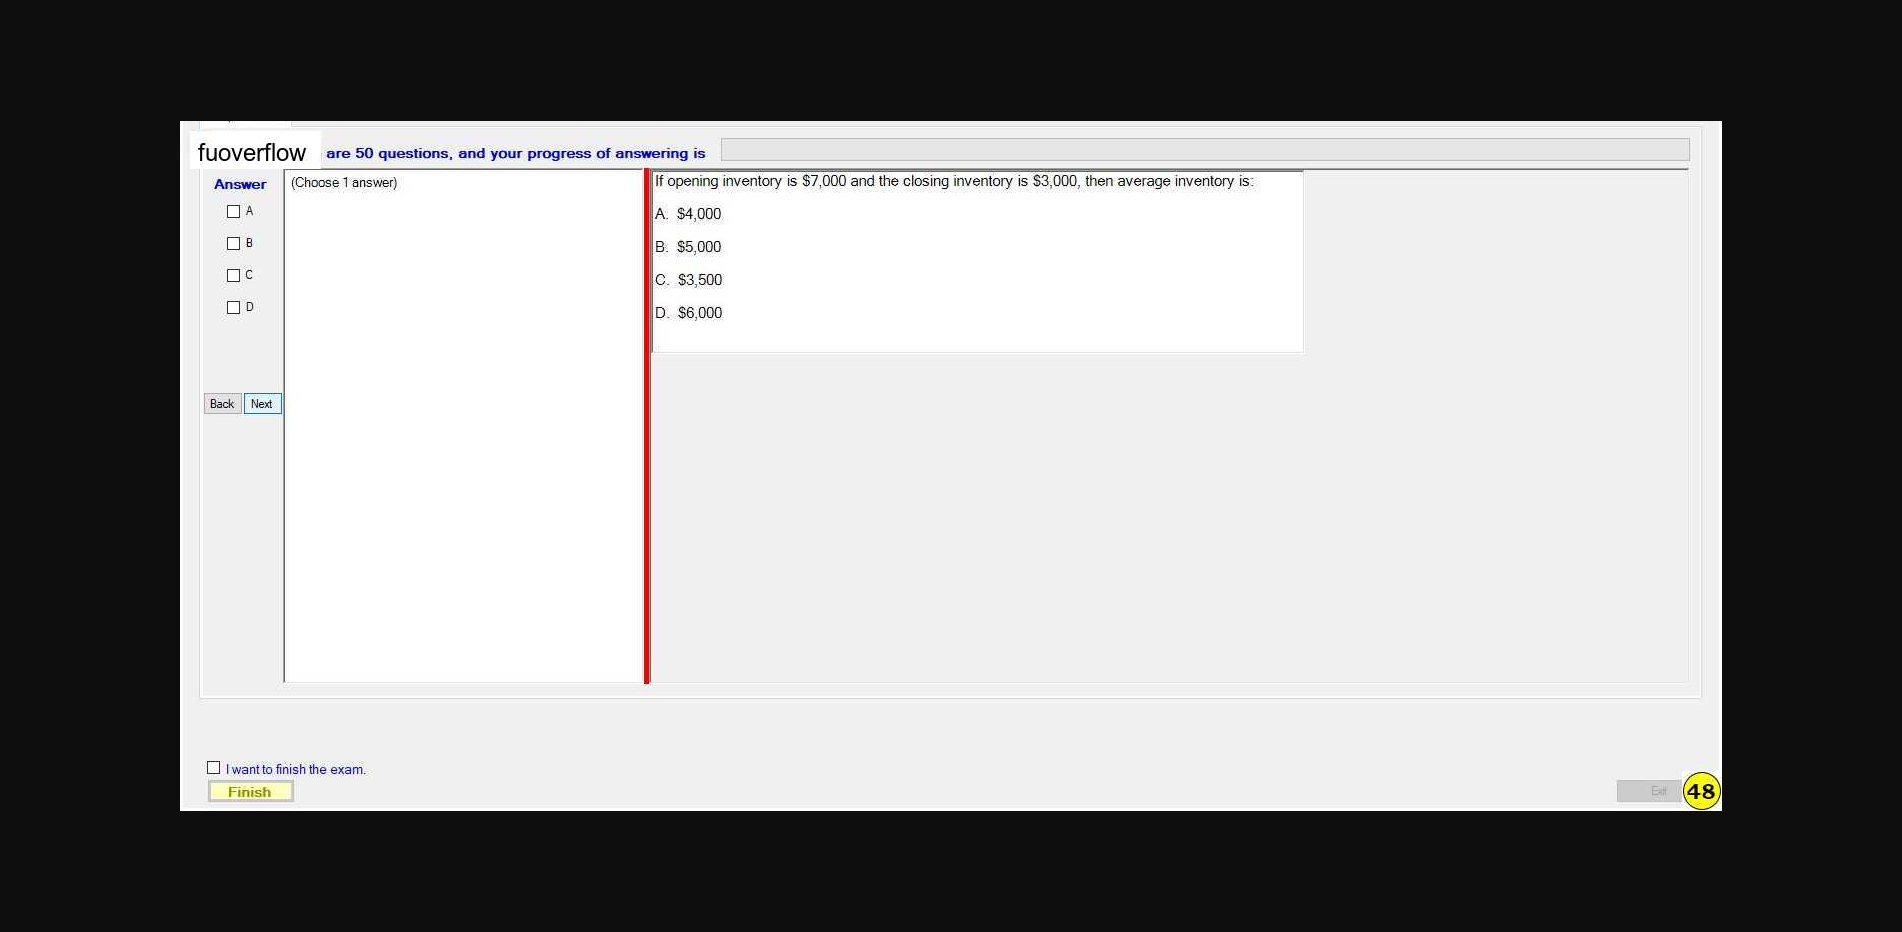 fuoverflow are 50 questions, and your progress of answering is
Answer
A
B
C
D
Back Next
(Choose 1 answer)
If opening inventory is $7,000 and the closing inventory is $3,000, then average inventory is:
A. $4,000
B. $5,000
C. $3,500
D. $6,000
I want to finish the exam.
Finish
Exit
48